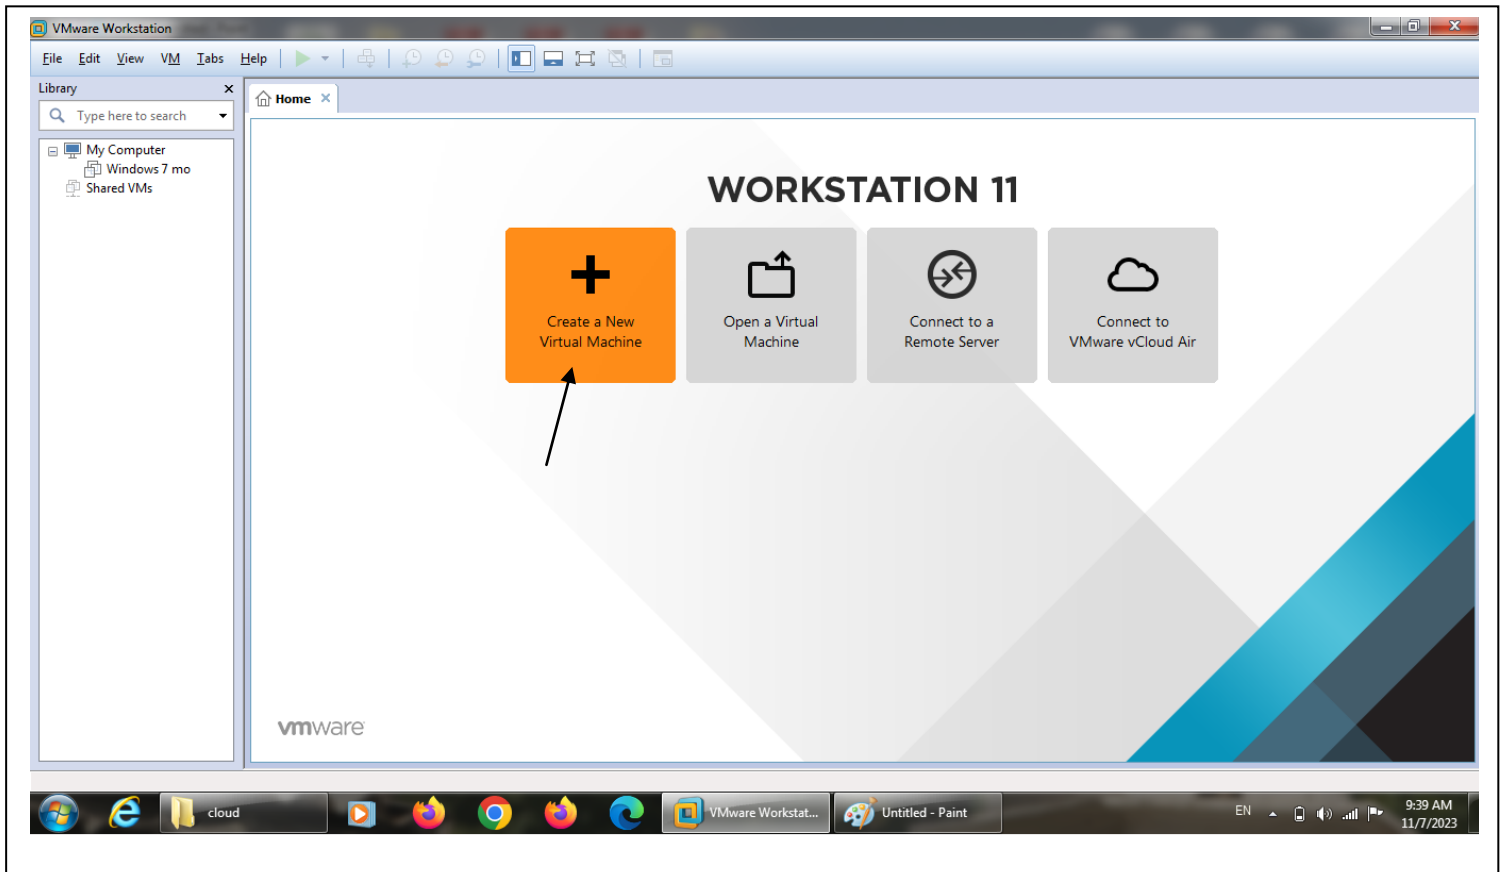 VMware Workstation
File Edit View VM Tabs Help
Library
Type here to search
My Computer
Windows 7 mo
Shared VMs
Home
WORKSTATION 11
Create a New
Virtual Machine
Open a Virtual
Machine
Connect to a
Remote Server
Connect to
VMware vCloud Air
vmware
cloud
VMware Workstat...
Untitled - Paint
EN
9:39 AM
11/7/2023